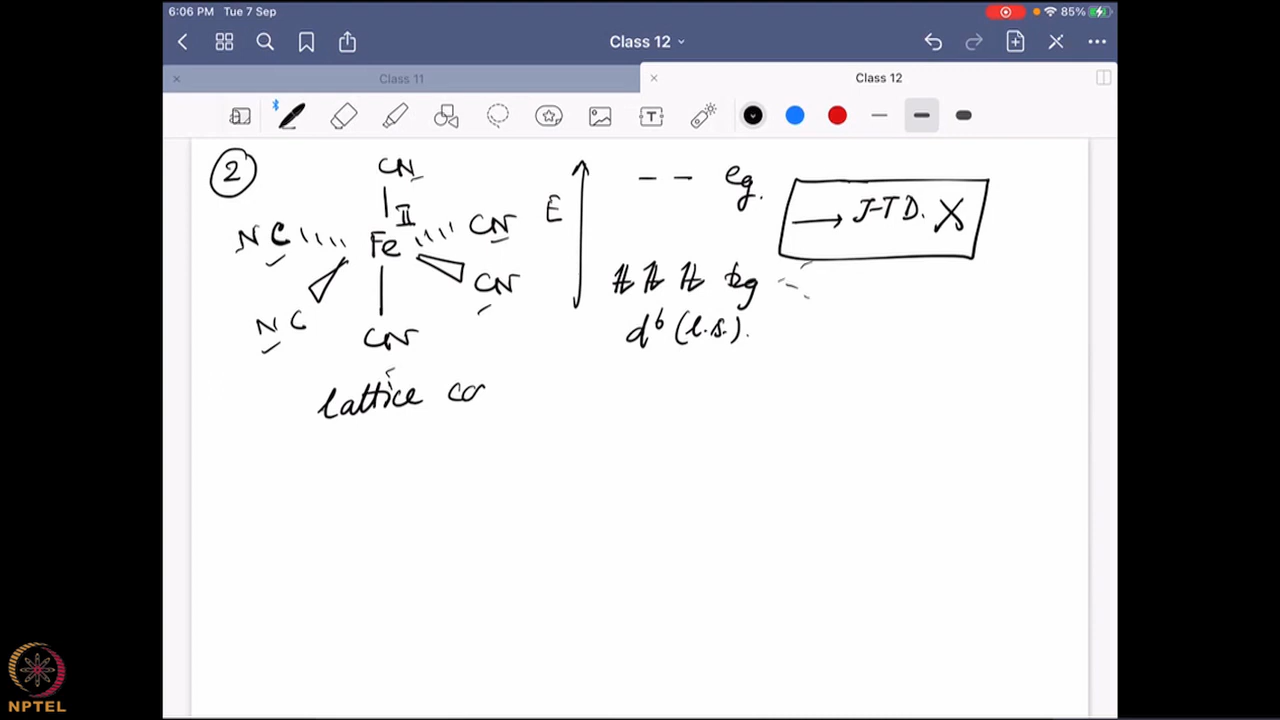 6:06 PM Tue 7 Sep
85%
Class 12
Class 11
Class 12
T
2
CN
E
eg.
→ J-TD. X
II
NC CN
Fe
CN
NC
t2g
d6 (l.s.).
CN
lattice co
NPTEL